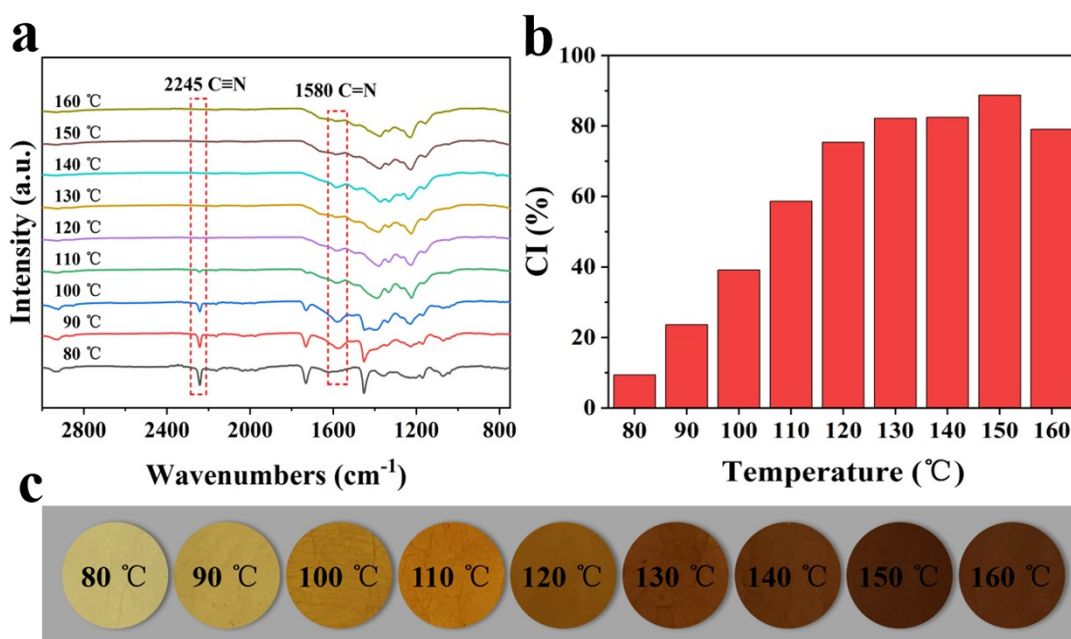 a
2245 C≡N
1580 C=N
160 ℃
150 ℃
140 ℃
130 ℃
120 ℃
110 ℃
100 ℃
90 ℃
80 ℃
Intensity (a.u.)
2800 2400 2000 1600 1200 800
Wavenumbers (cm⁻¹)
b
100
80
60
40
20
0
CI (%)
80 90 100 110 120 130 140 150 160
Temperature (℃)
c
80 ℃ 90 ℃ 100 ℃ 110 ℃ 120 ℃ 130 ℃ 140 ℃ 150 ℃ 160 ℃